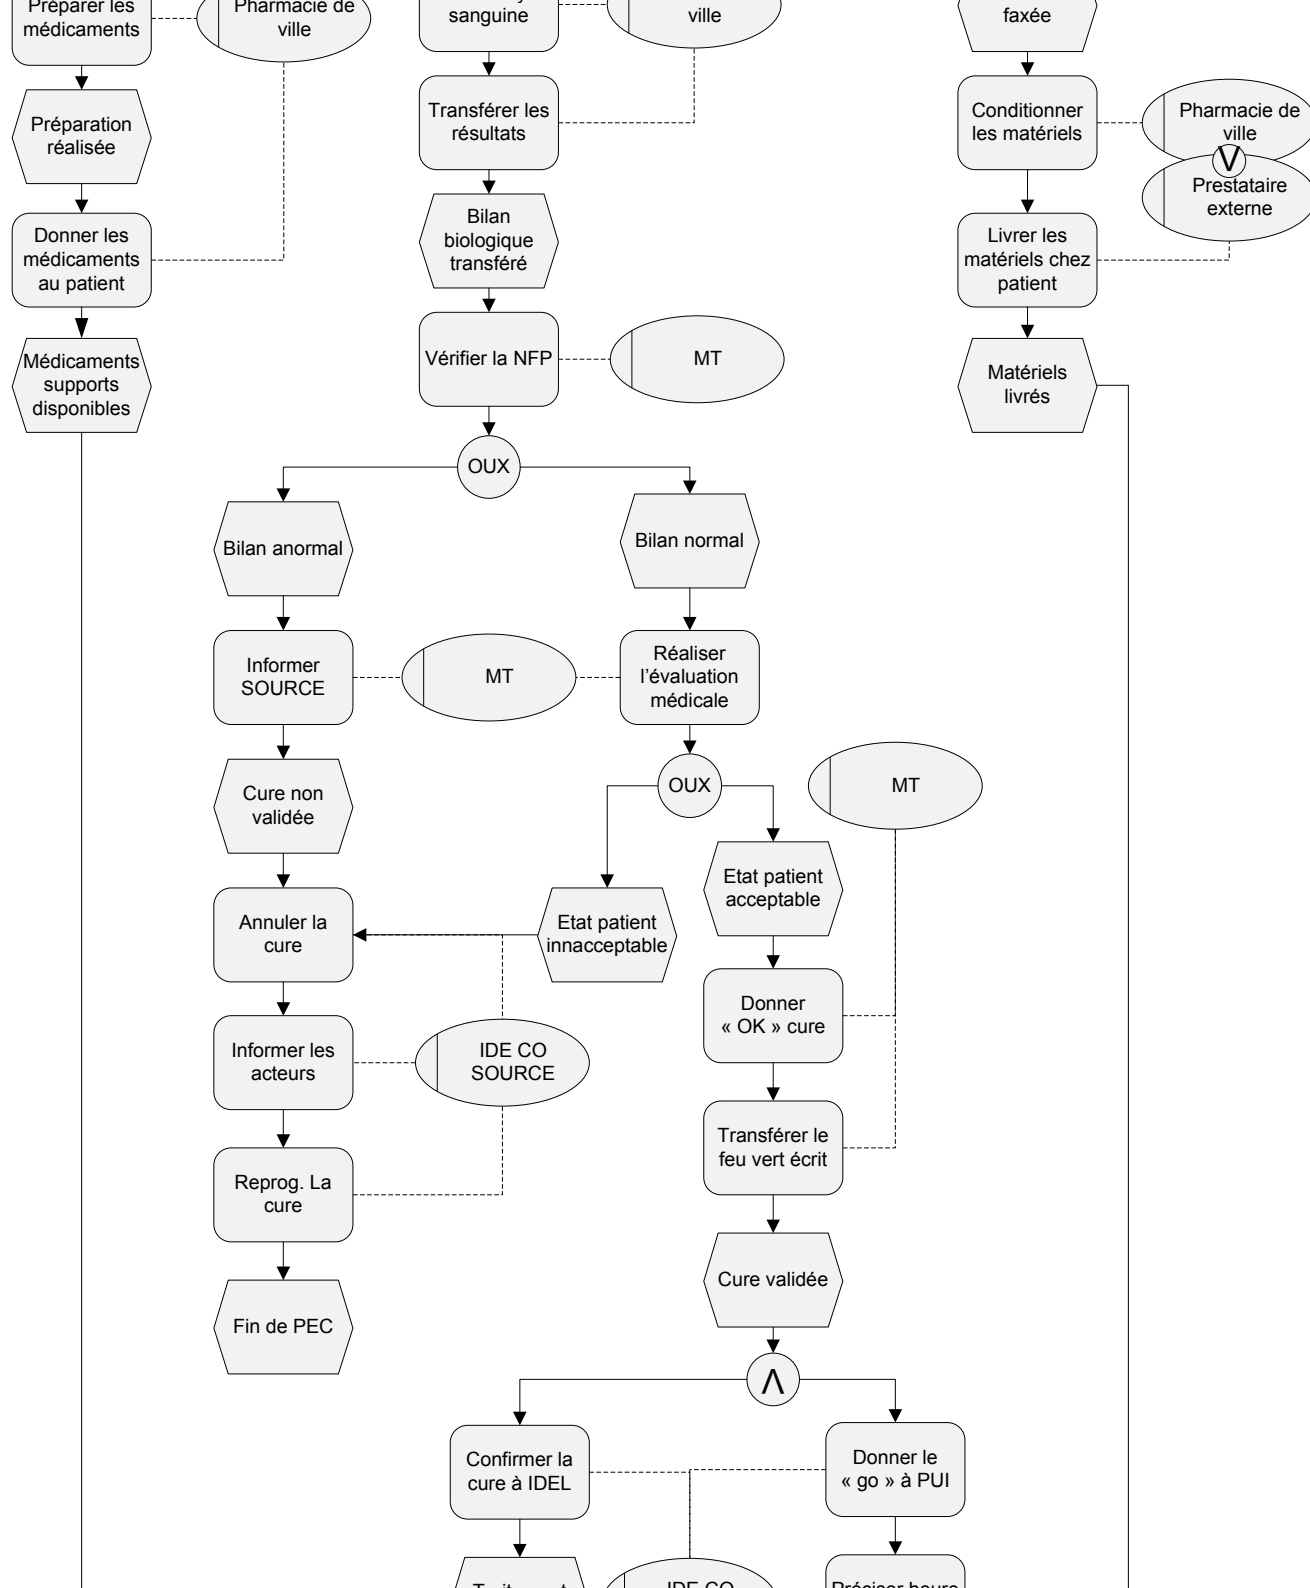 Préparer les
médicaments
Pharmacie de
ville
sanguine
ville
faxée
Transférer les
résultats
Conditionner
les matériels
Pharmacie de
ville
V
Prestataire
externe
Préparation
réalisée
Bilan
biologique
transféré
Donner les
médicaments
au patient
Livrer les
matériels chez
patient
Vérifier la NFP
MT
Médicaments
supports
disponibles
Matériels
livrés
OUX
Bilan anormal
Bilan normal
Informer
SOURCE
MT
Réaliser
l’évaluation
médicale
Cure non
validée
OUX
MT
Etat patient
acceptable
Annuler la
cure
Etat patient
innacceptable
Donner
« OK » cure
Informer les
acteurs
IDE CO
SOURCE
Transférer le
feu vert écrit
Reprog. La
cure
Cure validée
Fin de PEC
Λ
Confirmer la
cure à IDEL
Donner le
« go » à PUI
Traitement
IDE CO
Préciser heure